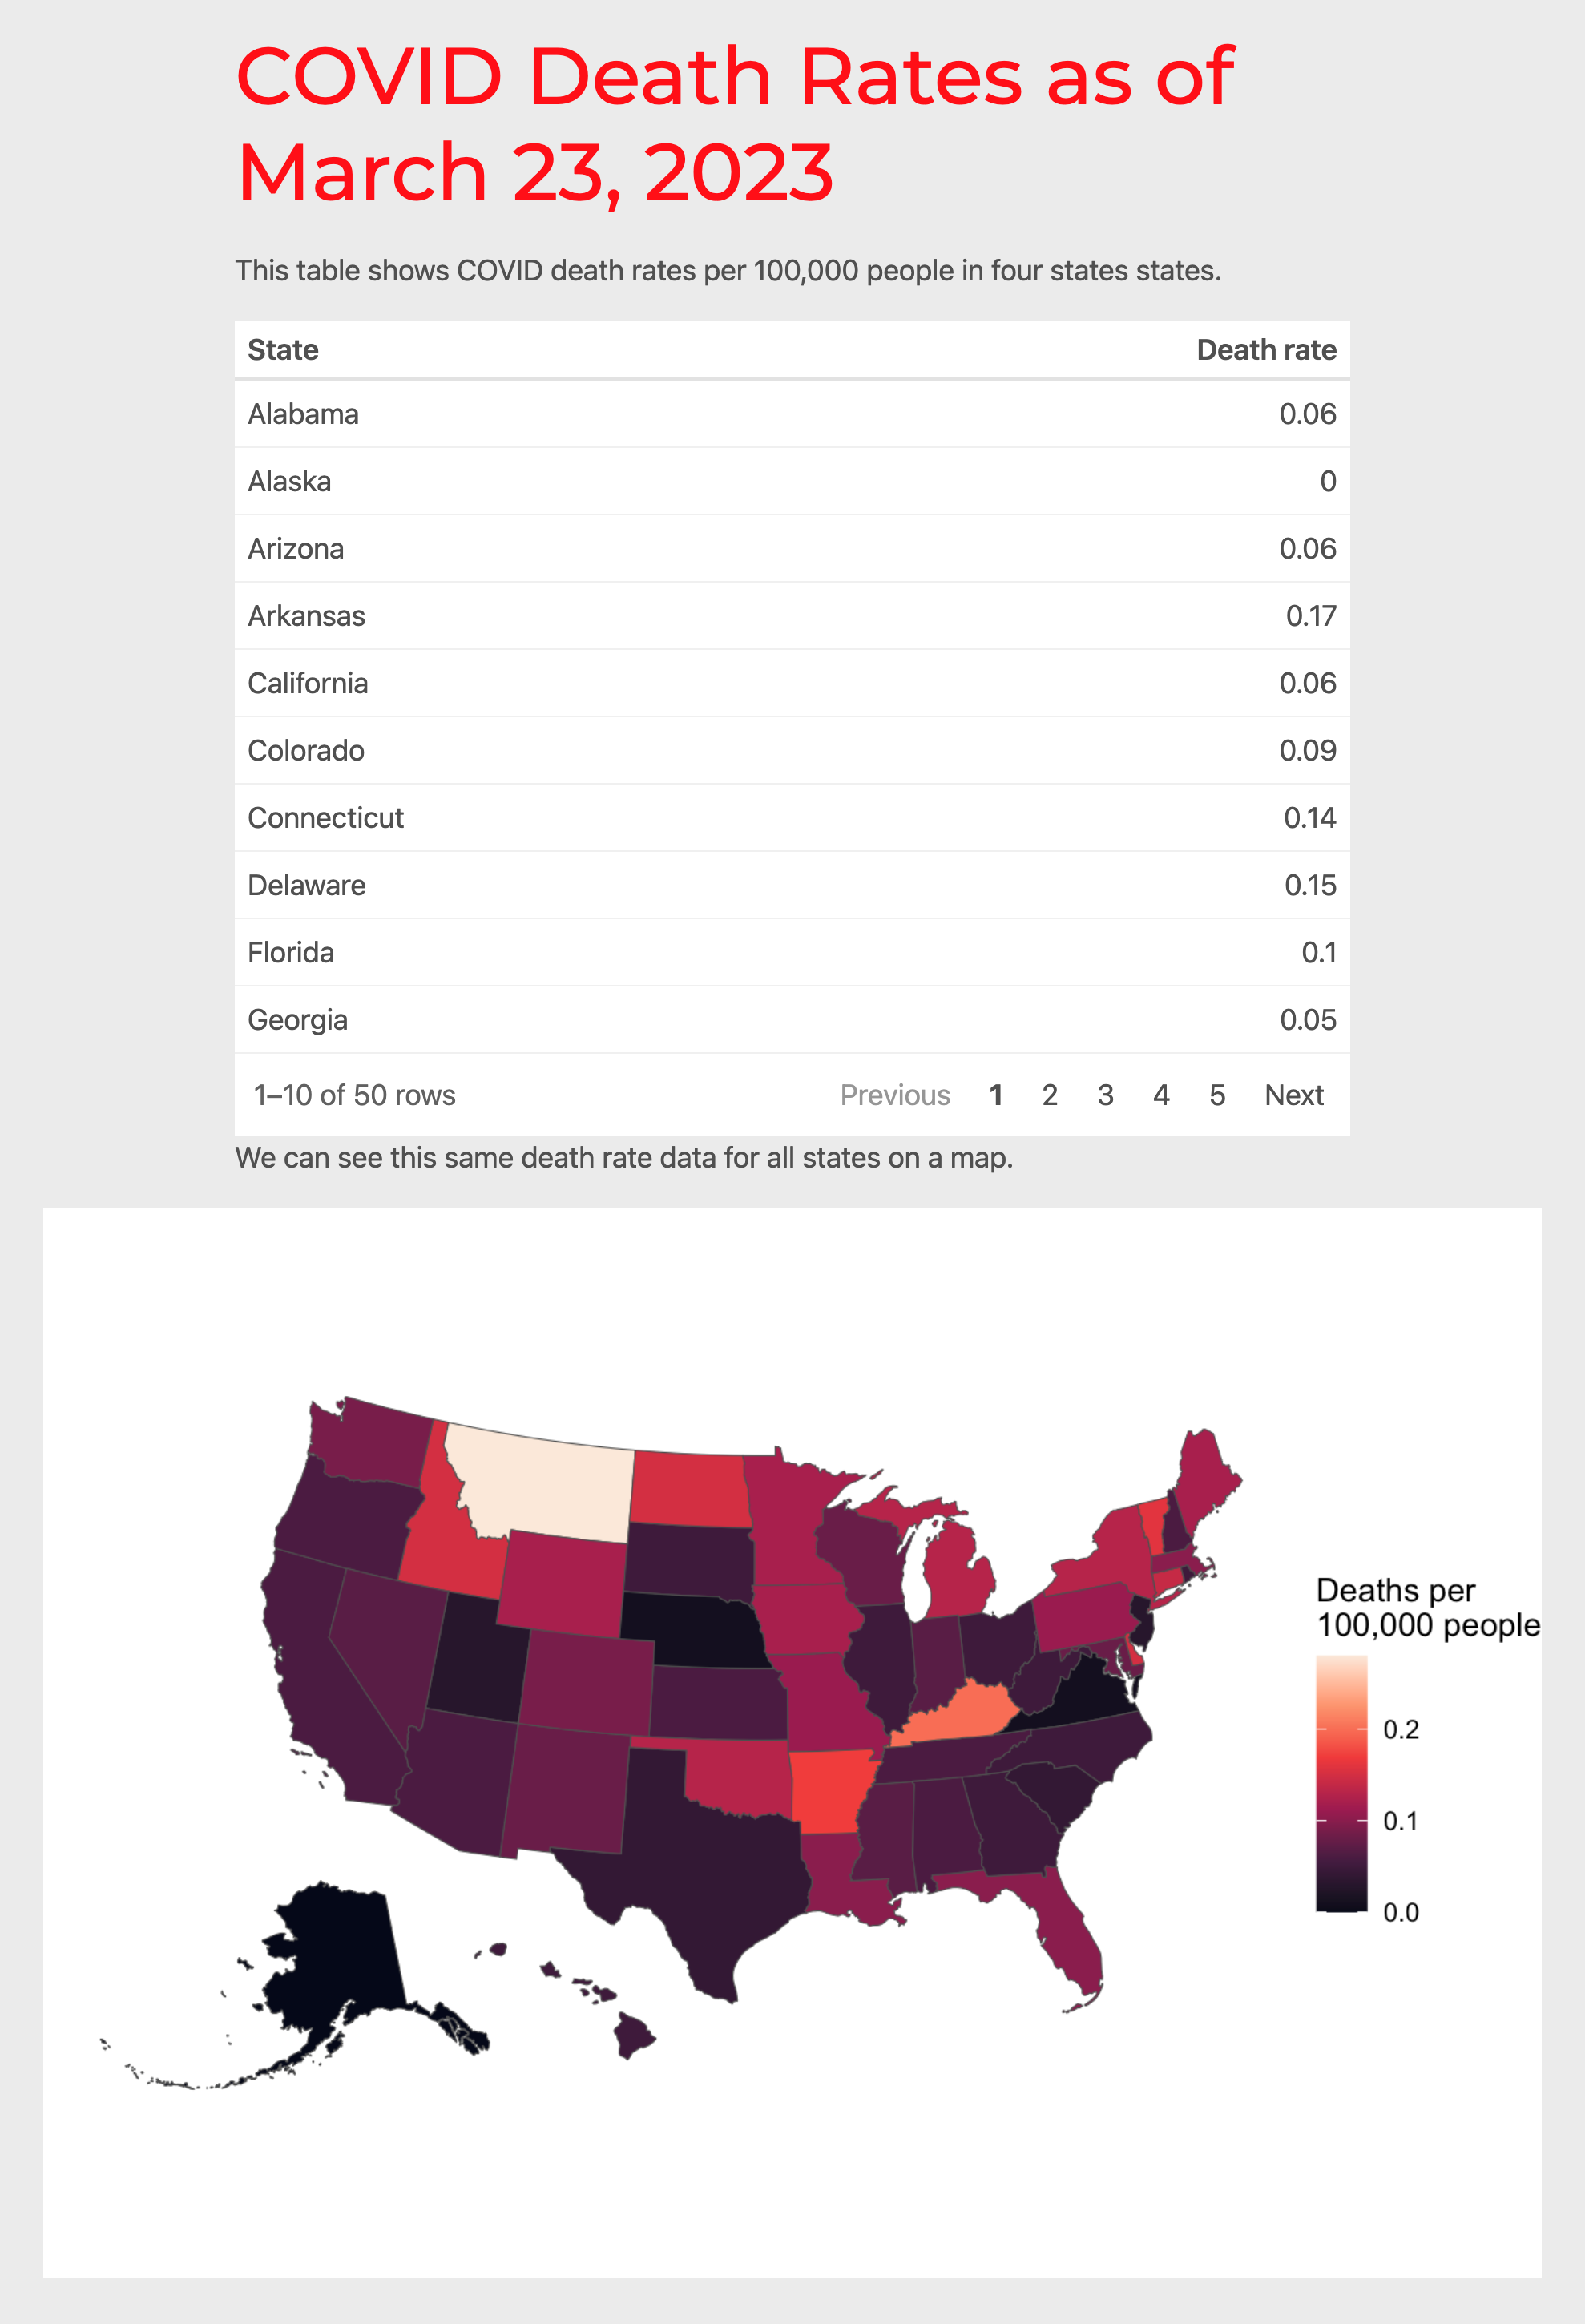 COVID Death Rates as of
March 23, 2023
This table shows COVID death rates per 100,000 people in four states states.
State Death rate
Alabama 0.06
Alaska 0
Arizona 0.06
Arkansas 0.17
California 0.06
Colorado 0.09
Connecticut 0.14
Delaware 0.15
Florida 0.1
Georgia 0.05
1–10 of 50 rows Previous 1 2 3 4 5 Next
We can see this same death rate data for all states on a map.
Deaths per
100,000 people
0.2
0.1
0.0